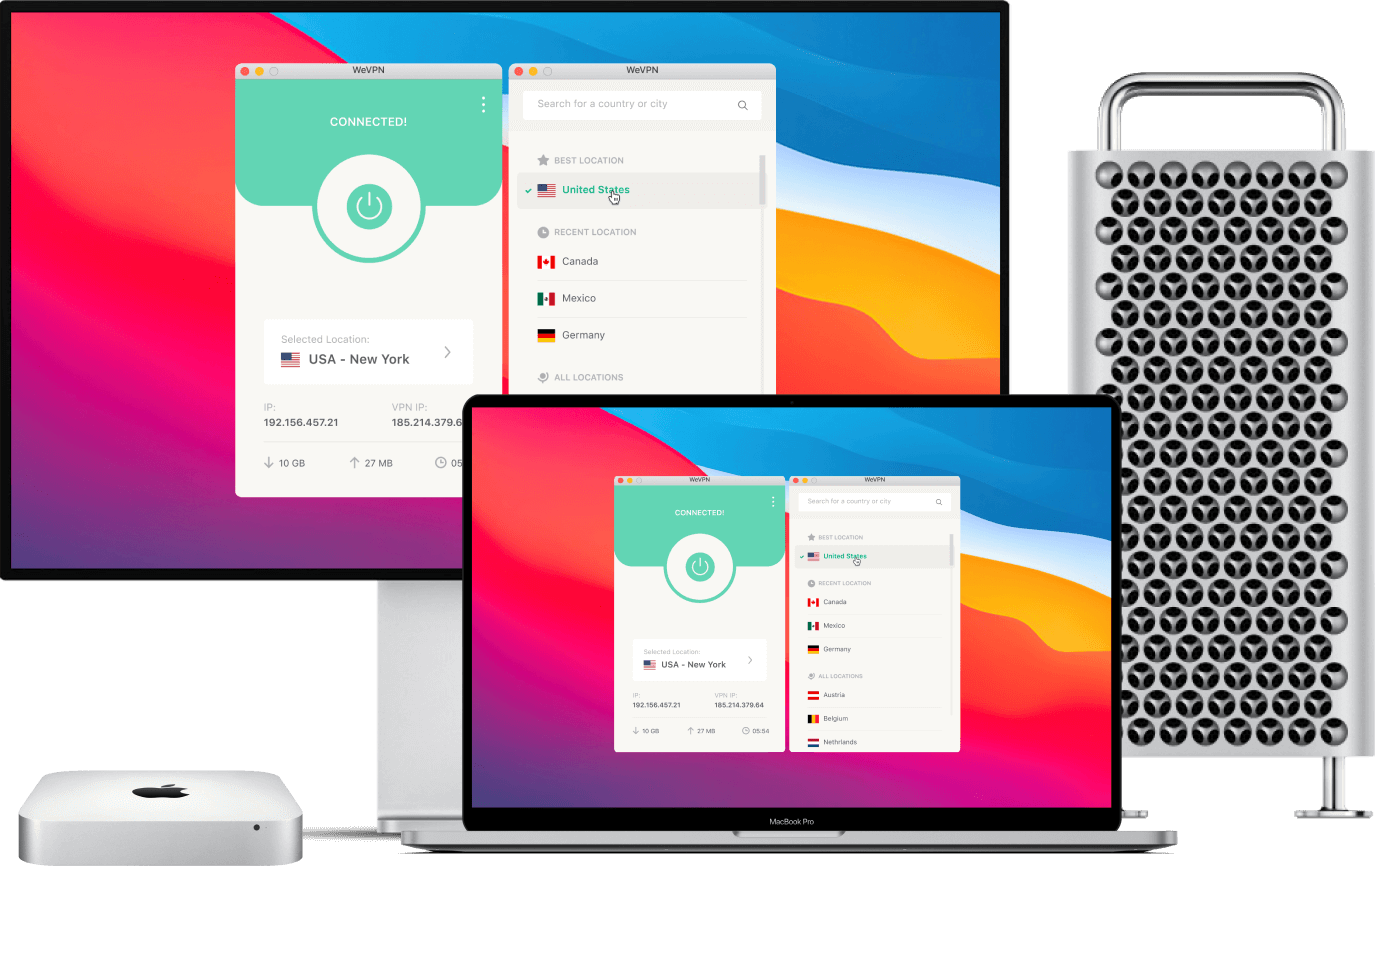 WeVPN
CONNECTED!
Selected Location:
USA - New York
IP:
VPN IP:
192.156.457.21
185.214.379.6
10 GB
27 MB
05
WeVPN
Search for a country or city
BEST LOCATION
United States
RECENT LOCATION
Canada
Mexico
Germany
ALL LOCATIONS
WeVPN
CONNECTED!
Selected Location:
USA - New York
IP:
VPN IP:
192.156.457.21
185.214.379.64
10 GB
27 MB
05:54
WeVPN
Search for a country or city
BEST LOCATION
United States
RECENT LOCATION
Canada
Mexico
Germany
ALL LOCATIONS
Austria
Belgium
Nethrlands
MacBook Pro